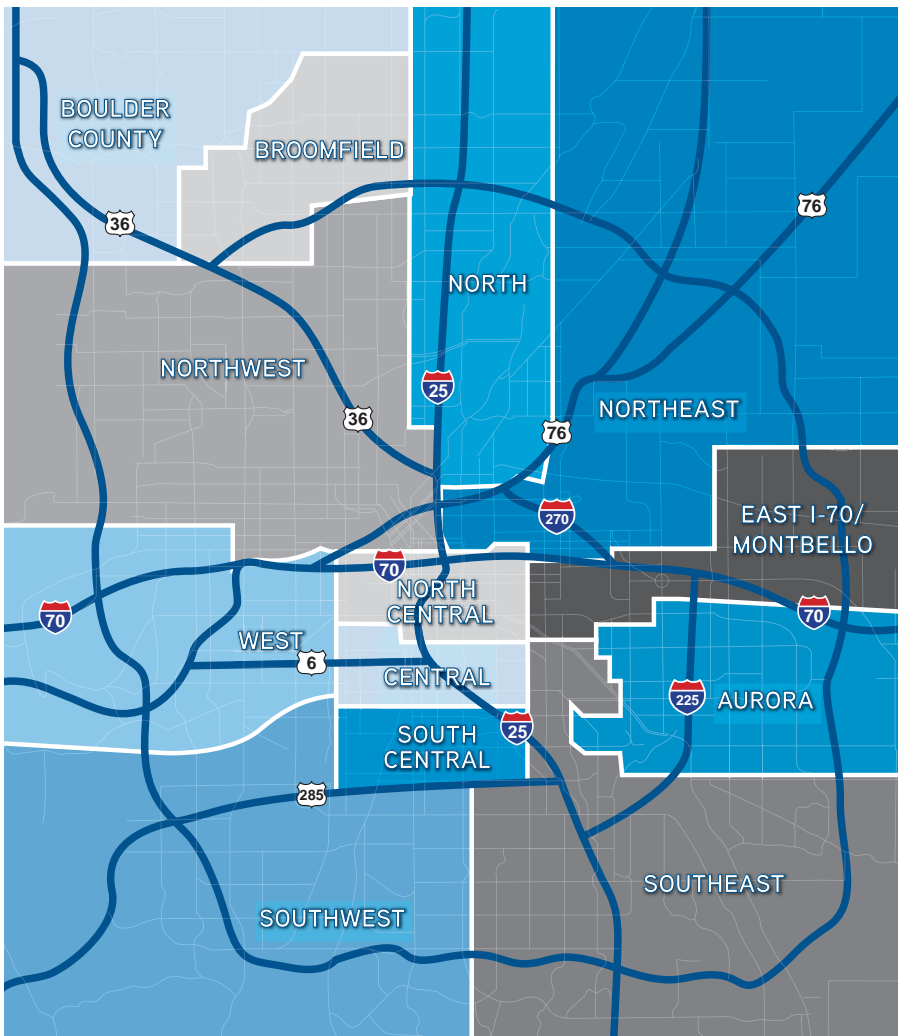 BOULDER
COUNTY
BROOMFIELD
36
76
NORTH
NORTHWEST
25
36
NORTHEAST
76
270
EAST I-70/
MONTBELLO
70
NORTH
CENTRAL
70
70
WEST
6
CENTRAL
225
AURORA
25
SOUTH
CENTRAL
285
SOUTHEAST
SOUTHWEST